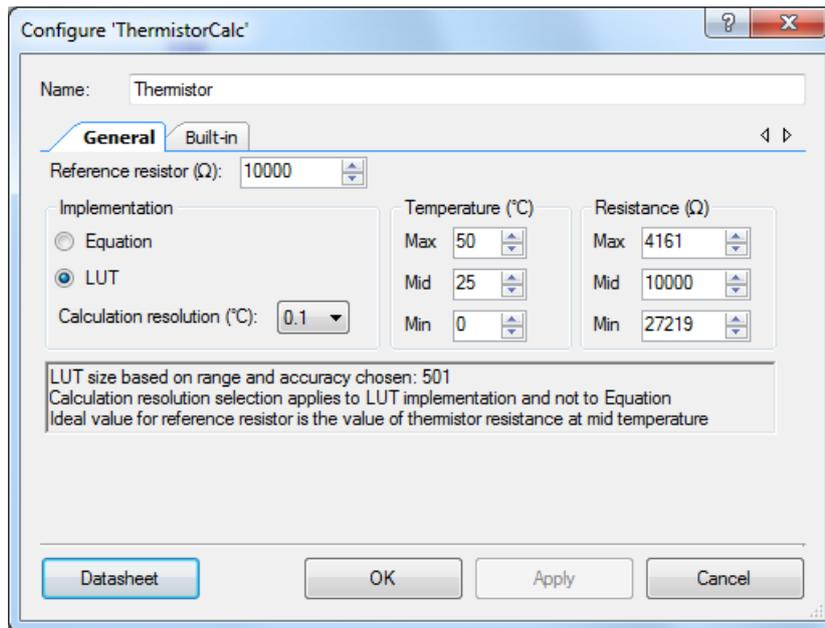 Configure 'ThermistorCalc'
Name: Thermistor
General Built-in
Reference resistor (Ω): 10000
Implementation
Equation
LUT
Calculation resolution (°C): 0.1
Temperature (°C)
Max 50
Mid 25
Min 0
Resistance (Ω)
Max 4161
Mid 10000
Min 27219
LUT size based on range and accuracy chosen: 501
Calculation resolution selection applies to LUT implementation and not to Equation
Ideal value for reference resistor is the value of thermistor resistance at mid temperature
Datasheet OK Apply Cancel